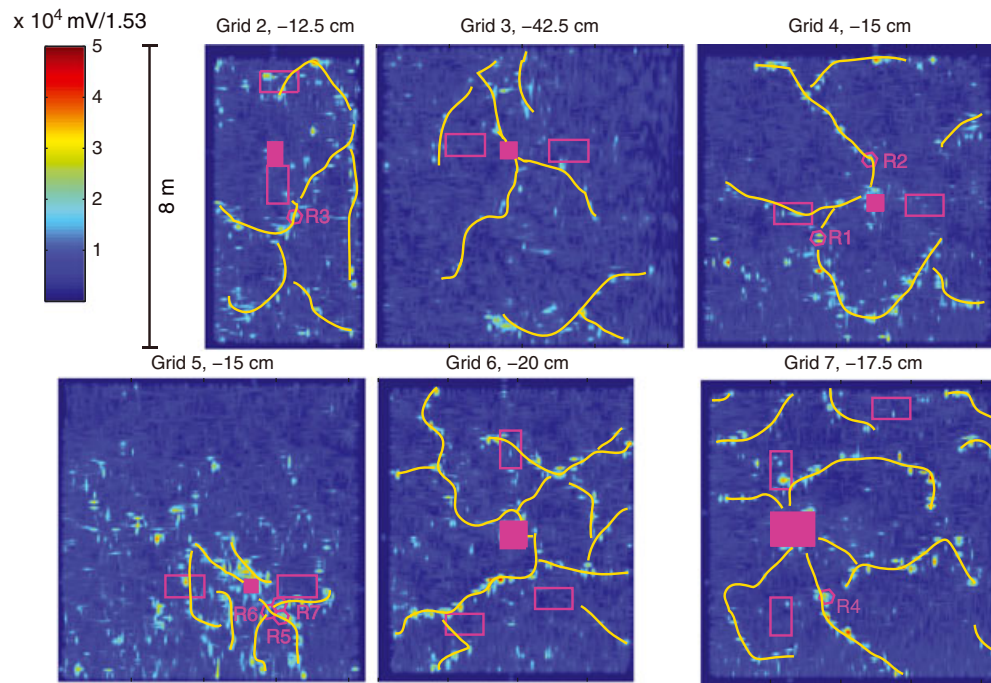 x 10⁴ mV/1.53
5
4
3
2
1
8 m
Grid 2, −12.5 cm
Grid 3, −42.5 cm
Grid 4, −15 cm
R3
R2
R1
Grid 5, −15 cm
Grid 6, −20 cm
Grid 7, −17.5 cm
R6
R7
R5
R4